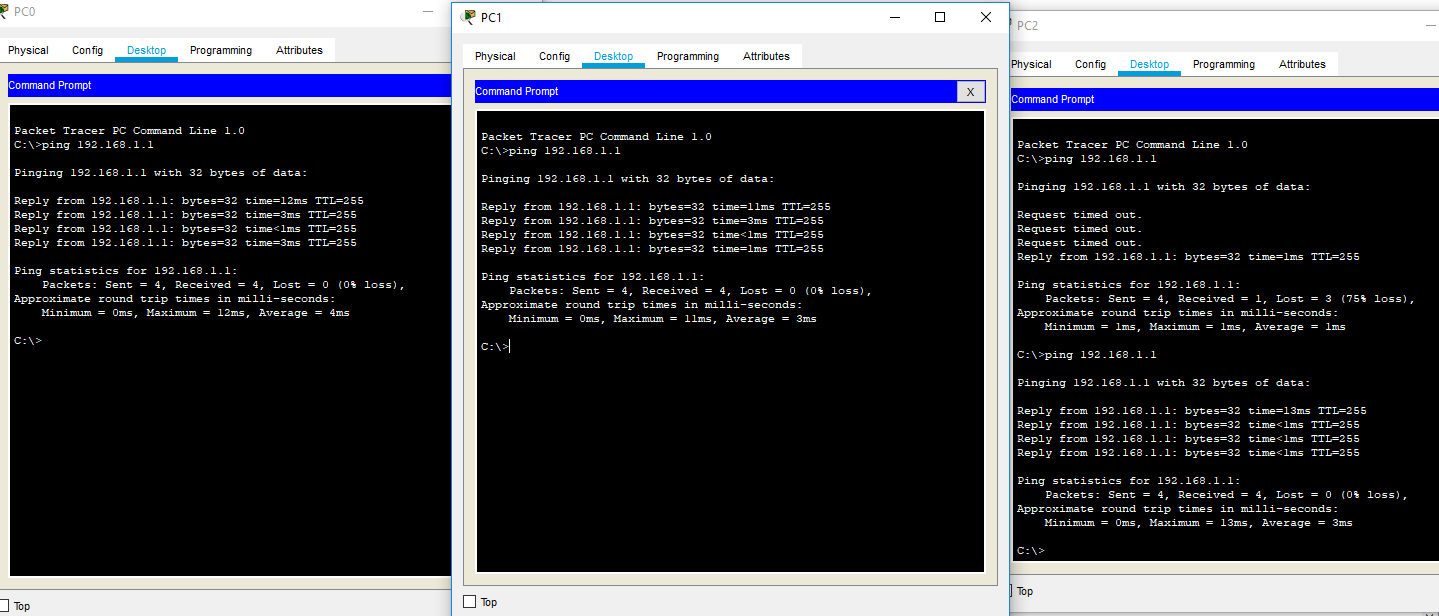 PC0
Physical Config Desktop Programming Attributes
Command Prompt
Packet Tracer PC Command Line 1.0
C:\>ping 192.168.1.1
Pinging 192.168.1.1 with 32 bytes of data:
Reply from 192.168.1.1: bytes=32 time=12ms TTL=255
Reply from 192.168.1.1: bytes=32 time=3ms TTL=255
Reply from 192.168.1.1: bytes=32 time<1ms TTL=255
Reply from 192.168.1.1: bytes=32 time=3ms TTL=255
Ping statistics for 192.168.1.1:
Packets: Sent = 4, Received = 4, Lost = 0 (0% loss),
Approximate round trip times in milli-seconds:
Minimum = 0ms, Maximum = 12ms, Average = 4ms
C:\>
Top
PC1
Physical Config Desktop Programming Attributes
Command Prompt X
Packet Tracer PC Command Line 1.0
C:\>ping 192.168.1.1
Pinging 192.168.1.1 with 32 bytes of data:
Reply from 192.168.1.1: bytes=32 time=11ms TTL=255
Reply from 192.168.1.1: bytes=32 time=3ms TTL=255
Reply from 192.168.1.1: bytes=32 time<1ms TTL=255
Reply from 192.168.1.1: bytes=32 time=1ms TTL=255
Ping statistics for 192.168.1.1:
Packets: Sent = 4, Received = 4, Lost = 0 (0% loss),
Approximate round trip times in milli-seconds:
Minimum = 0ms, Maximum = 11ms, Average = 3ms
C:\>
Top
PC2
Physical Config Desktop Programming Attributes
Command Prompt
Packet Tracer PC Command Line 1.0
C:\>ping 192.168.1.1
Pinging 192.168.1.1 with 32 bytes of data:
Request timed out.
Request timed out.
Request timed out.
Reply from 192.168.1.1: bytes=32 time=1ms TTL=255
Ping statistics for 192.168.1.1:
Packets: Sent = 4, Received = 1, Lost = 3 (75% loss),
Approximate round trip times in milli-seconds:
Minimum = 1ms, Maximum = 1ms, Average = 1ms
C:\>ping 192.168.1.1
Pinging 192.168.1.1 with 32 bytes of data:
Reply from 192.168.1.1: bytes=32 time=13ms TTL=255
Reply from 192.168.1.1: bytes=32 time<1ms TTL=255
Reply from 192.168.1.1: bytes=32 time<1ms TTL=255
Reply from 192.168.1.1: bytes=32 time<1ms TTL=255
Ping statistics for 192.168.1.1:
Packets: Sent = 4, Received = 4, Lost = 0 (0% loss),
Approximate round trip times in milli-seconds:
Minimum = 0ms, Maximum = 13ms, Average = 3ms
C:\>
Top